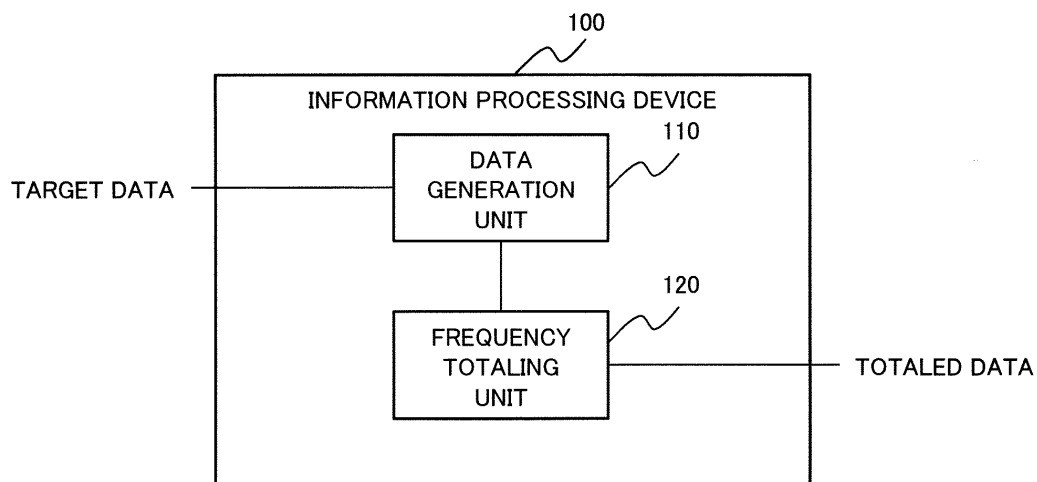 100
INFORMATION PROCESSING DEVICE
110
DATA
GENERATION
UNIT
TARGET DATA
120
FREQUENCY
TOTALING
UNIT
TOTALED DATA